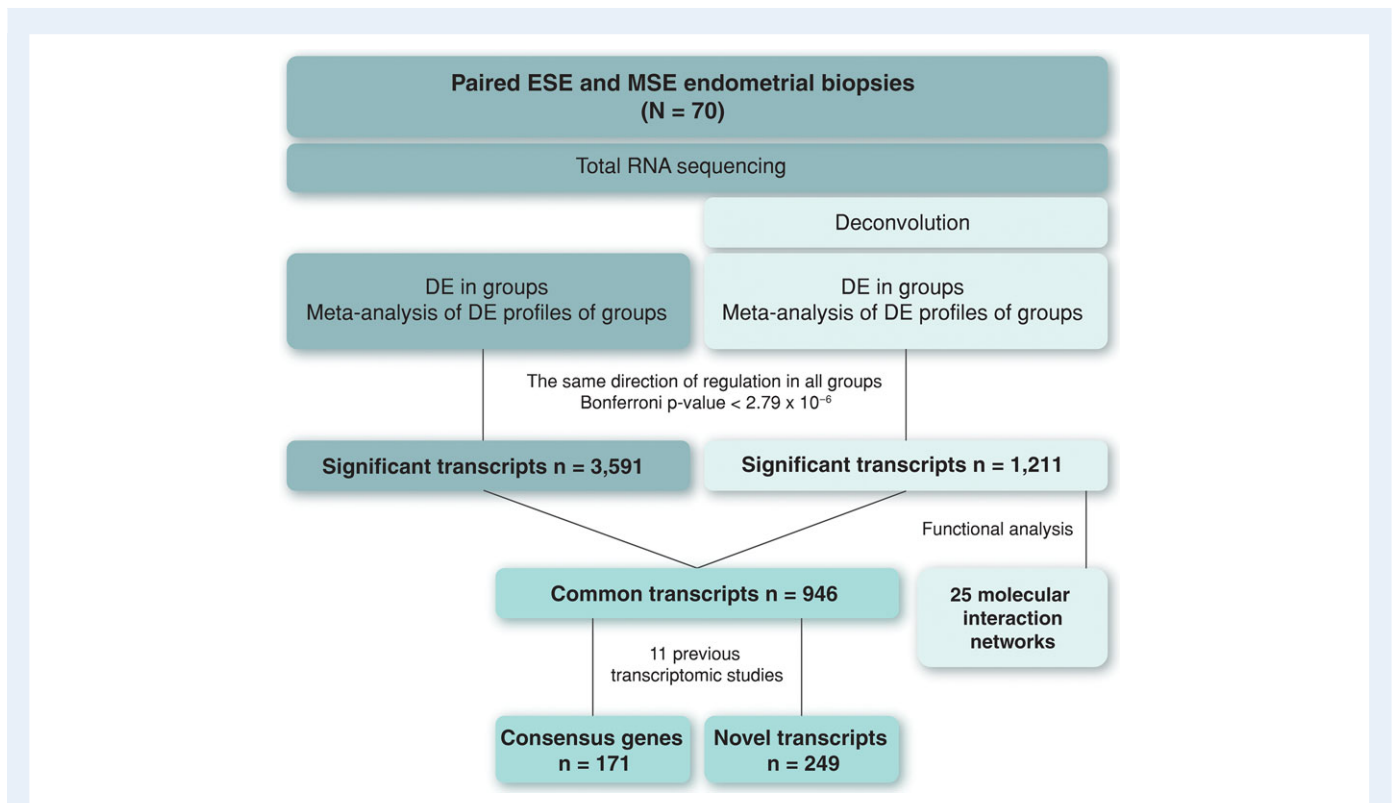 Paired ESE and MSE endometrial biopsies
(N = 70)
Total RNA sequencing
Deconvolution
DE in groups
Meta-analysis of DE profiles of groups
DE in groups
Meta-analysis of DE profiles of groups
The same direction of regulation in all groups
Bonferroni p-value < 2.79 x 10⁻⁶
Significant transcripts n = 3,591
Significant transcripts n = 1,211
Functional analysis
Common transcripts n = 946
25 molecular
interaction
networks
11 previous
transcriptomic studies
Consensus genes
n = 171
Novel transcripts
n = 249